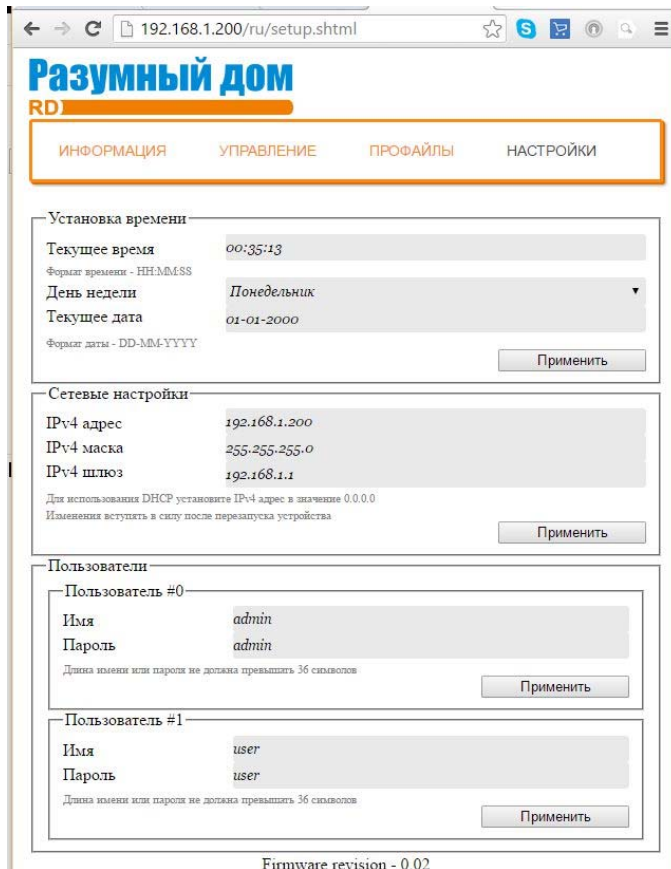 192.168.1.200/ru/setup.shtml
Разумный дом
RD
ИНФОРМАЦИЯ УПРАВЛЕНИЕ ПРОФАЙЛЫ НАСТРОЙКИ
Установка времени
Текущее время 00:35:13
Формат времени - HH:MM:SS
День недели Понедельник
Текущее дата 01-01-2000
Формат даты - DD-MM-YYYY
Применить
Сетевые настройки
IPv4 адрес 192.168.1.200
IPv4 маска 255.255.255.0
IPv4 шлюз 192.168.1.1
Для использования DHCP установите IPv4 адрес в значение 0.0.0.0
Изменения вступять в силу после перезапуска устройства
Применить
Пользователи
Пользователь #0
Имя admin
Пароль admin
Длина имени или пароля не должна превышать 36 символов
Применить
Пользователь #1
Имя user
Пароль user
Длина имени или пароля не должна превышать 36 символов
Применить
Firmware revision - 0.02